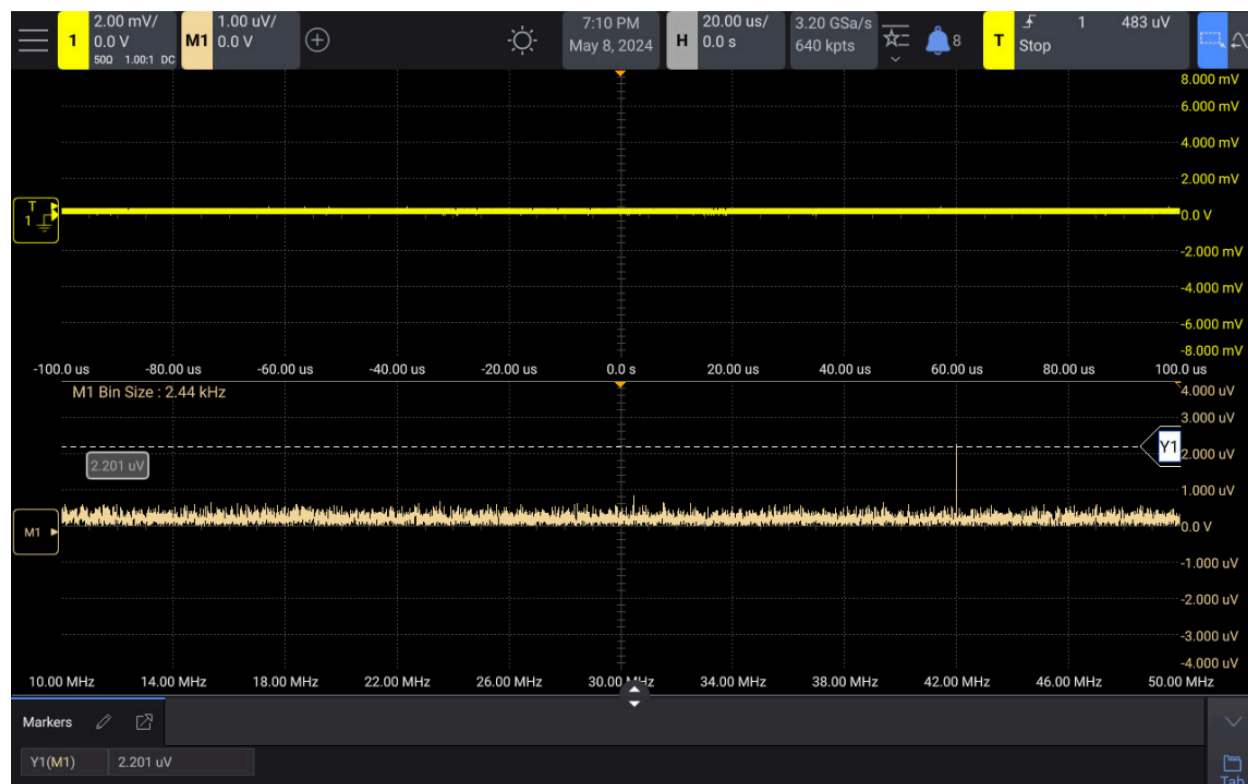 1
2.00 mV/
0.0 V
50Ω 1.00:1 DC
M1
1.00 uV/
0.0 V
7:10 PM
May 8, 2024
H
20.00 us/
0.0 s
3.20 GSa/s
640 kpts
8
T
1
483 uV
Stop
8.000 mV
6.000 mV
4.000 mV
2.000 mV
T
1
0.0 V
-2.000 mV
-4.000 mV
-6.000 mV
-8.000 mV
-100.0 us -80.00 us -60.00 us -40.00 us -20.00 us 0.0 s 20.00 us 40.00 us 60.00 us 80.00 us 100.0 us
M1 Bin Size : 2.44 kHz
4.000 uV
3.000 uV
Y1
2.000 uV
2.201 uV
1.000 uV
M1
0.0 V
-1.000 uV
-2.000 uV
-3.000 uV
-4.000 uV
10.00 MHz 14.00 MHz 18.00 MHz 22.00 MHz 26.00 MHz 30.00 MHz 34.00 MHz 38.00 MHz 42.00 MHz 46.00 MHz 50.00 MHz
Markers
Y1(M1) 2.201 uV
Tab